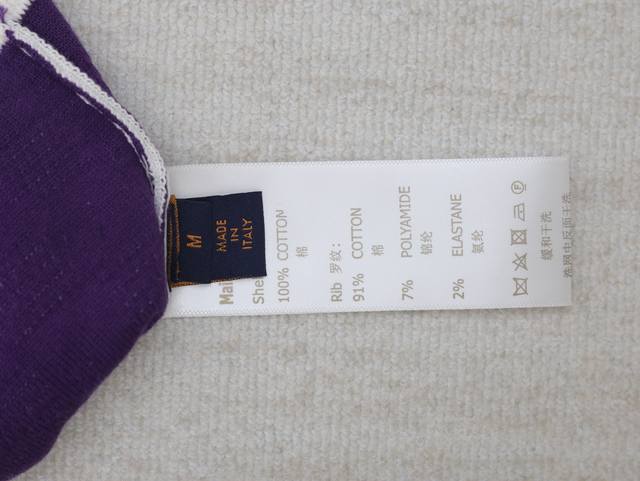 M
MADE
IN
ITALY
Mai
She
100% COTTON
棉
Rib 罗纹:
91% COTTON
棉
7% POLYAMIDE
锦纶
2% ELASTANE
氨纶
缓和干洗